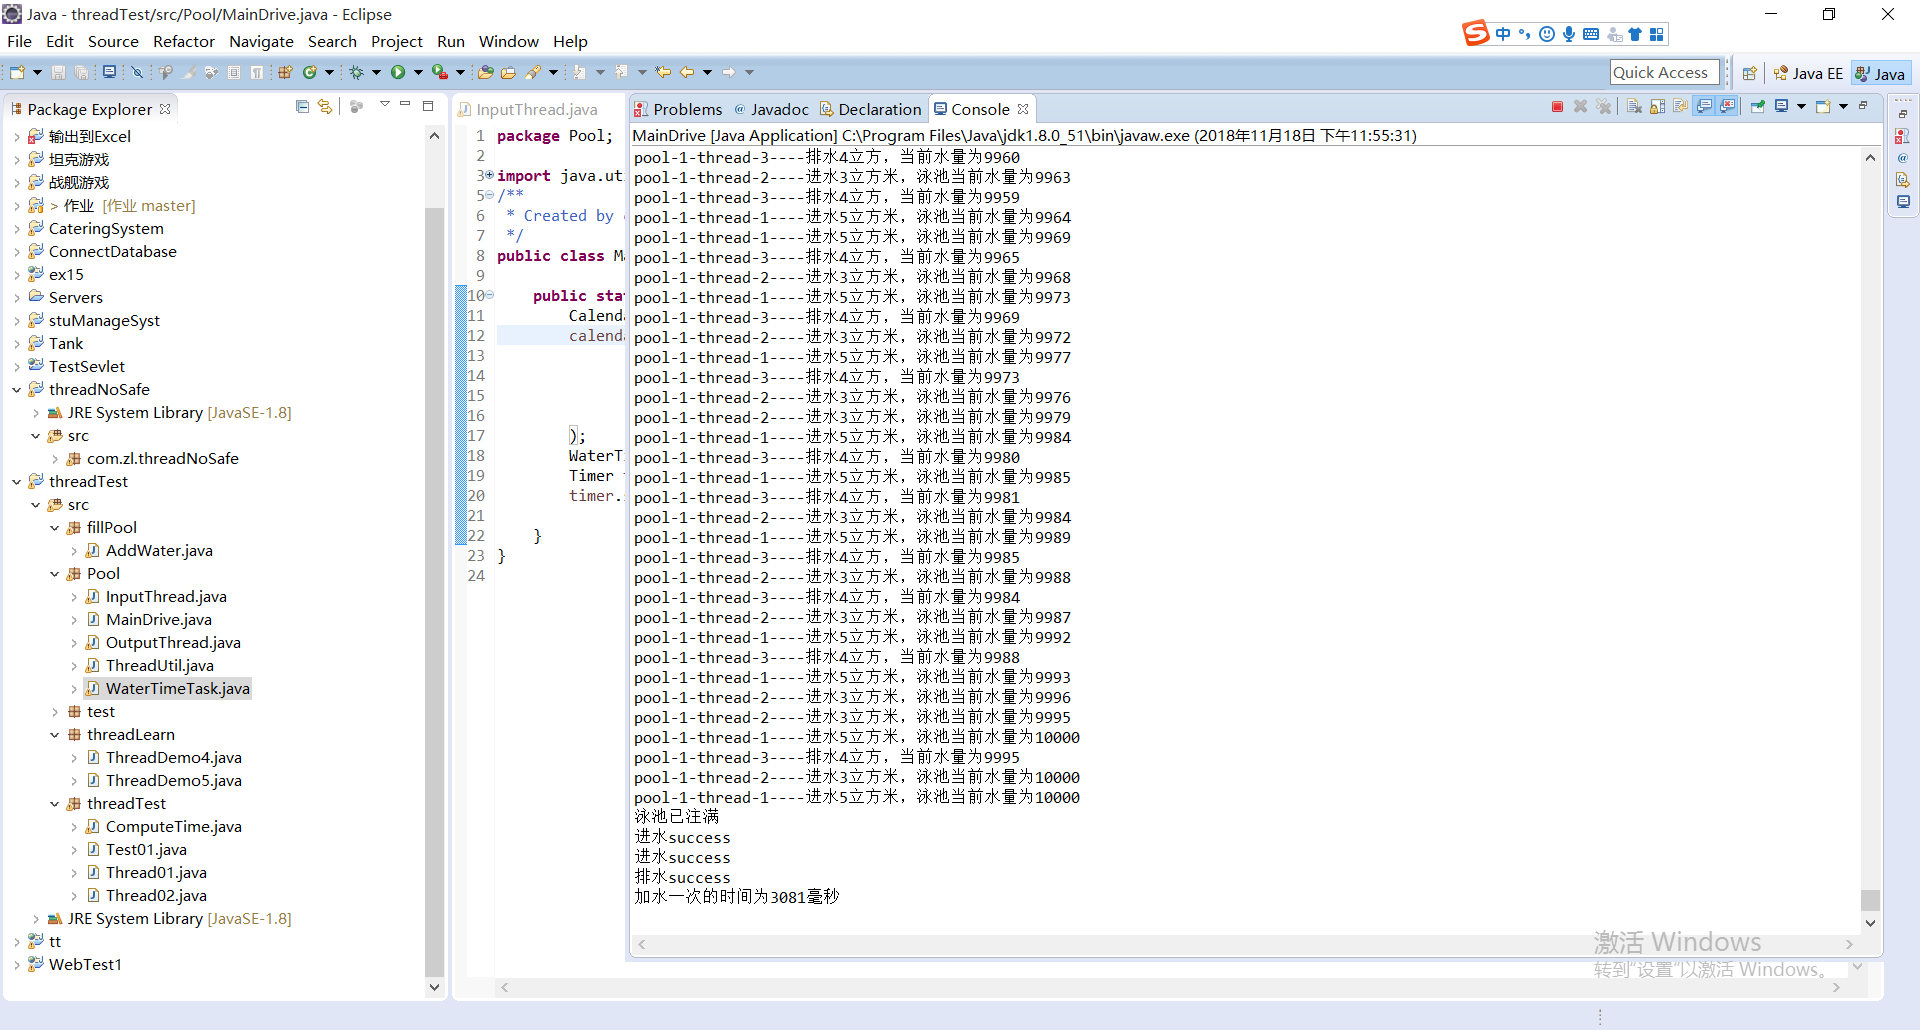 Java - threadTest/src/Pool/MainDrive.java - Eclipse
File Edit Source Refactor Navigate Search Project Run Window Help
中
Quick Access
Java EE
Java
Package Explorer
输出到Excel
坦克游戏
战舰游戏
> 作业 [作业 master]
CateringSystem
ConnectDatabase
ex15
Servers
stuManageSyst
Tank
TestSevlet
threadNoSafe
JRE System Library [JavaSE-1.8]
src
com.zl.threadNoSafe
threadTest
src
fillPool
AddWater.java
Pool
InputThread.java
MainDrive.java
OutputThread.java
ThreadUtil.java
WaterTimeTask.java
test
threadLearn
ThreadDemo4.java
ThreadDemo5.java
threadTest
ComputeTime.java
Test01.java
Thread01.java
Thread02.java
JRE System Library [JavaSE-1.8]
tt
WebTest1
InputThread.java
1 package Pool;
2
3 import java.ut
5 /**
6 * Created by
7 */
8 public class M
9
10 public sta
11 Calend
12 calend
13
14
15
16
17 );
18 WaterT
19 Timer
20 timer.
21
22 }
23 }
24
Problems Javadoc Declaration Console
MainDrive [Java Application] C:\Program Files\Java\jdk1.8.0_51\bin\javaw.exe (2018年11月18日 下午11:55:31)
pool-1-thread-3----排水4立方，当前水量为9960
pool-1-thread-2----进水3立方米，泳池当前水量为9963
pool-1-thread-3----排水4立方，当前水量为9959
pool-1-thread-1----进水5立方米，泳池当前水量为9964
pool-1-thread-1----进水5立方米，泳池当前水量为9969
pool-1-thread-3----排水4立方，当前水量为9965
pool-1-thread-2----进水3立方米，泳池当前水量为9968
pool-1-thread-1----进水5立方米，泳池当前水量为9973
pool-1-thread-3----排水4立方，当前水量为9969
pool-1-thread-2----进水3立方米，泳池当前水量为9972
pool-1-thread-1----进水5立方米，泳池当前水量为9977
pool-1-thread-3----排水4立方，当前水量为9973
pool-1-thread-2----进水3立方米，泳池当前水量为9976
pool-1-thread-2----进水3立方米，泳池当前水量为9979
pool-1-thread-1----进水5立方米，泳池当前水量为9984
pool-1-thread-3----排水4立方，当前水量为9980
pool-1-thread-1----进水5立方米，泳池当前水量为9985
pool-1-thread-3----排水4立方，当前水量为9981
pool-1-thread-2----进水3立方米，泳池当前水量为9984
pool-1-thread-1----进水5立方米，泳池当前水量为9989
pool-1-thread-3----排水4立方，当前水量为9985
pool-1-thread-2----进水3立方米，泳池当前水量为9988
pool-1-thread-3----排水4立方，当前水量为9984
pool-1-thread-2----进水3立方米，泳池当前水量为9987
pool-1-thread-1----进水5立方米，泳池当前水量为9992
pool-1-thread-3----排水4立方，当前水量为9988
pool-1-thread-1----进水5立方米，泳池当前水量为9993
pool-1-thread-2----进水3立方米，泳池当前水量为9996
pool-1-thread-2----进水3立方米，泳池当前水量为9995
pool-1-thread-1----进水5立方米，泳池当前水量为10000
pool-1-thread-3----排水4立方，当前水量为9995
pool-1-thread-2----进水3立方米，泳池当前水量为10000
pool-1-thread-1----进水5立方米，泳池当前水量为10000
泳池已注满
进水success
进水success
排水success
加水一次的时间为3081毫秒
激活 Windows
转到"设置"以激活 Windows。